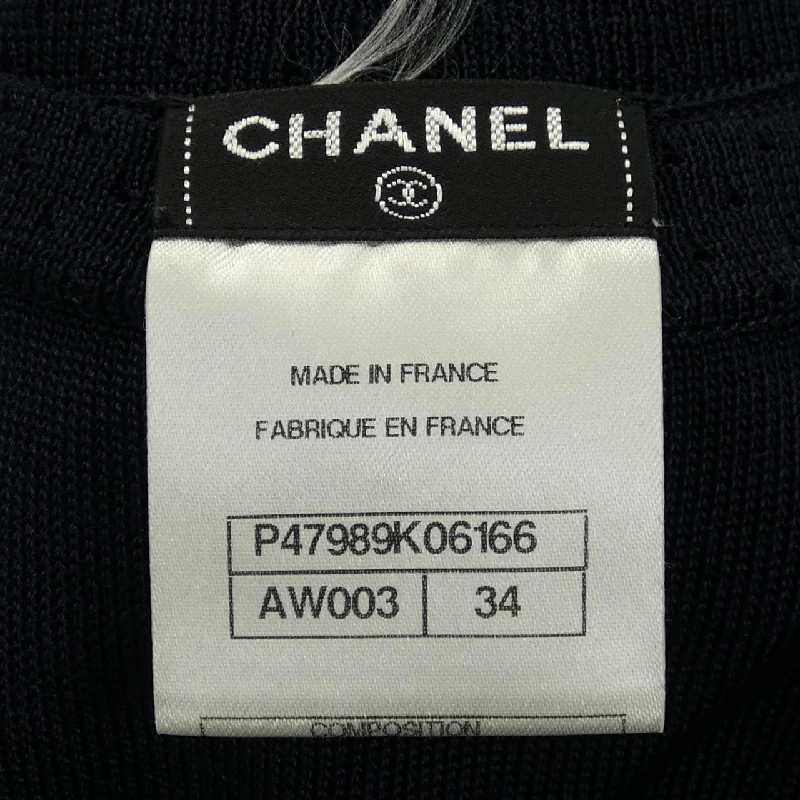 CHANEL
MADE IN FRANCE
FABRIQUE EN FRANCE
P47989K06166
AW003 34
COMPOSITION